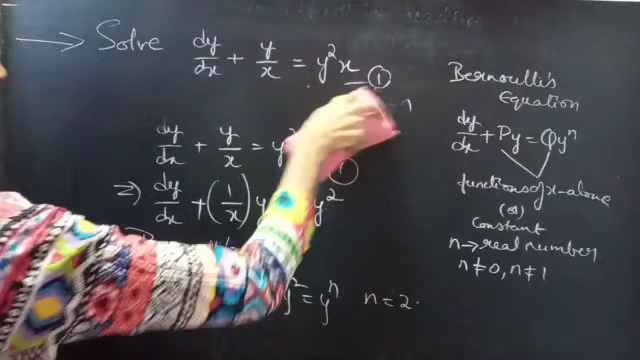 → Solve dy/dx + y/x = y²x — ①
dy/dx + y/x = y
⇒ dy/dx + (1/x) y y²
y² = yⁿ n = 2.
Bernoulli's
Equation
dy/dx + Py = Qyⁿ
functions of x-alone
(or)
Constant
n → real number
n ≠ 0, n ≠ 1